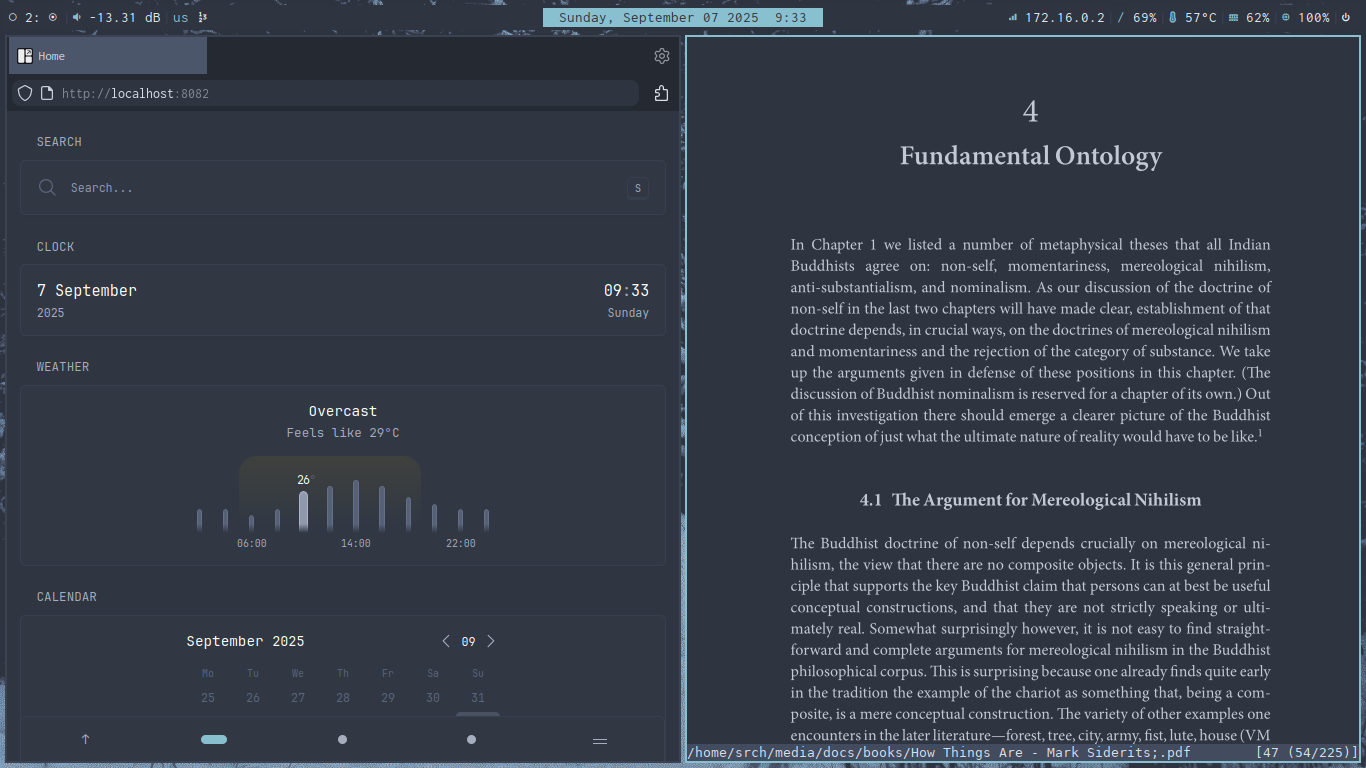 2:
-13.31 dB
us
Sunday, September 07 2025  9:33
172.16.0.2
69%
57°C
62%
100%
Home
http://localhost:8082
SEARCH
Search...
S
CLOCK
7 September
09:33
2025
Sunday
WEATHER
Overcast
Feels like 29°C
26°
06:00
14:00
22:00
CALENDAR
September 2025
09
Mo Tu We Th Fr Sa Su
25 26 27 28 29 30 31
4
Fundamental Ontology
In Chapter 1 we listed a number of metaphysical theses that all Indian
Buddhists agree on: non-self, momentariness, mereological nihilism,
anti-substantialism, and nominalism. As our discussion of the doctrine of
non-self in the last two chapters will have made clear, establishment of that
doctrine depends, in crucial ways, on the doctrines of mereological nihilism
and momentariness and the rejection of the category of substance. We take
up the arguments given in defense of these positions in this chapter. (The
discussion of Buddhist nominalism is reserved for a chapter of its own.) Out
of this investigation there should emerge a clearer picture of the Buddhist
conception of just what the ultimate nature of reality would have to be like.¹
4.1 The Argument for Mereological Nihilism
The Buddhist doctrine of non-self depends crucially on mereological ni-
hilism, the view that there are no composite objects. It is this general prin-
ciple that supports the key Buddhist claim that persons can at best be useful
conceptual constructions, and that they are not strictly speaking or ulti-
mately real. Somewhat surprisingly however, it is not easy to find straight-
forward and complete arguments for mereological nihilism in the Buddhist
philosophical corpus. This is surprising because one already finds quite early
in the tradition the example of the chariot as something that, being a com-
posite, is a mere conceptual construction. The variety of other examples one
encounters in the later literature—forest, tree, city, army, fist, lute, house (VM
/home/srch/media/docs/books/How Things Are - Mark Siderits;.pdf
[47 (54/225)]